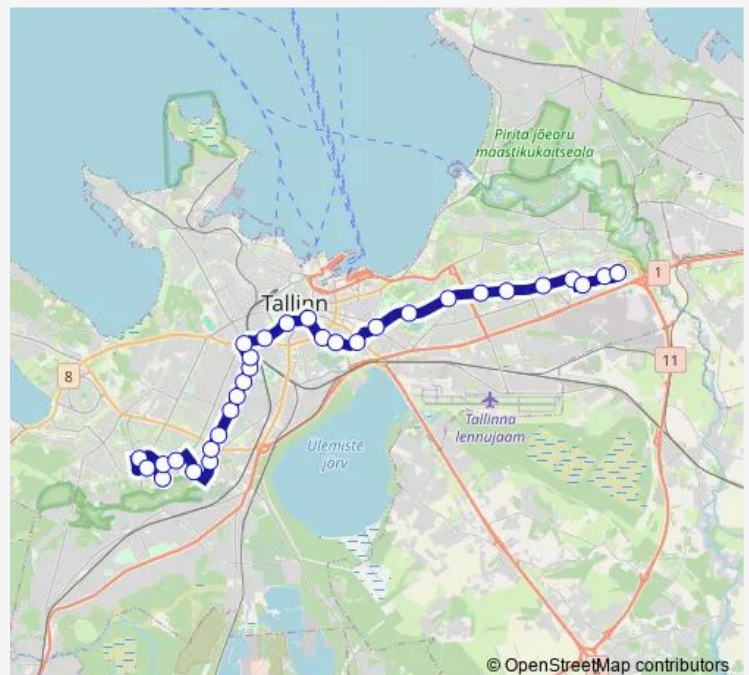 Pirita jõeoru
maastikukaitseala
1
Tallinn
11
8
Tallinna
lennujaam
Ülemiste
järv
© OpenStreetMap contributors